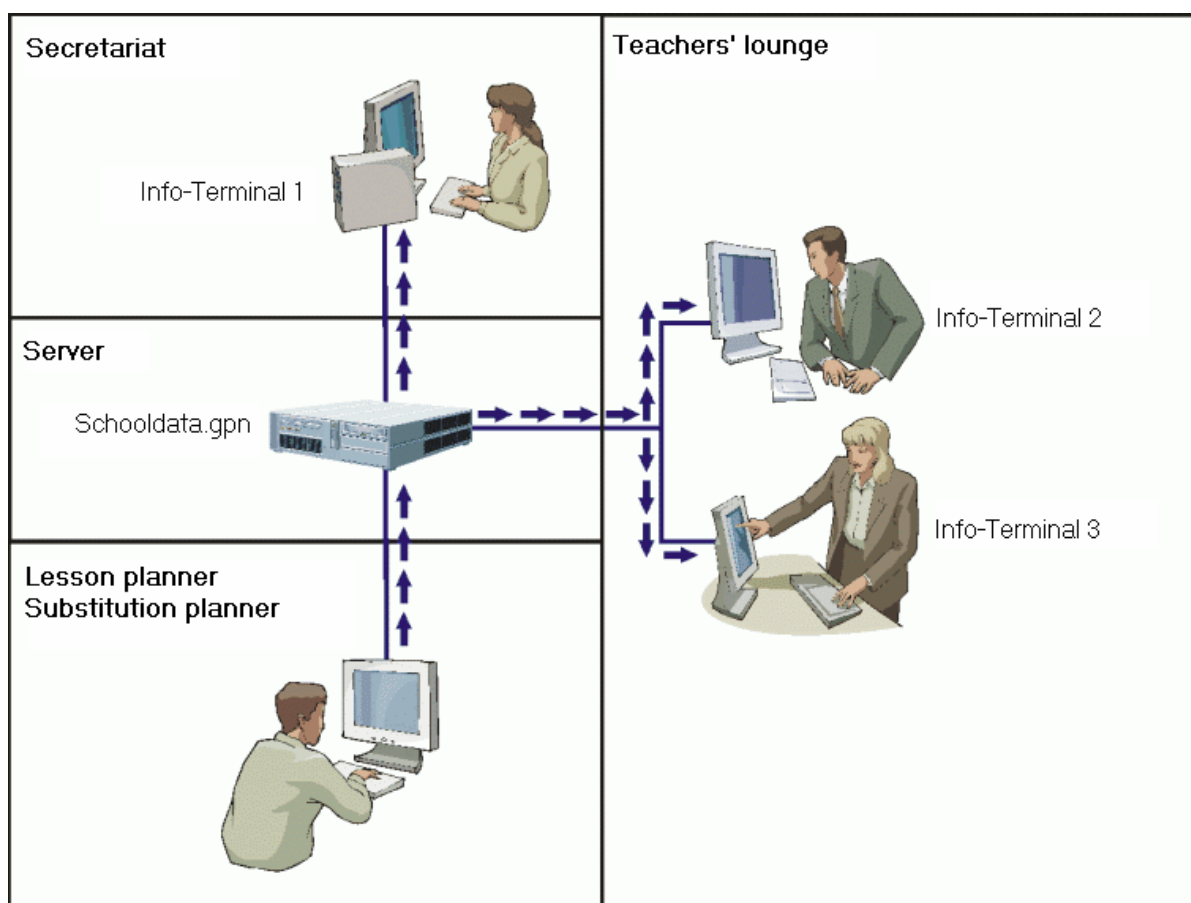 Secretariat
Info-Terminal 1
Server
Schooldata.gpn
Lesson planner
Substitution planner
Teachers' lounge
Info-Terminal 2
Info-Terminal 3